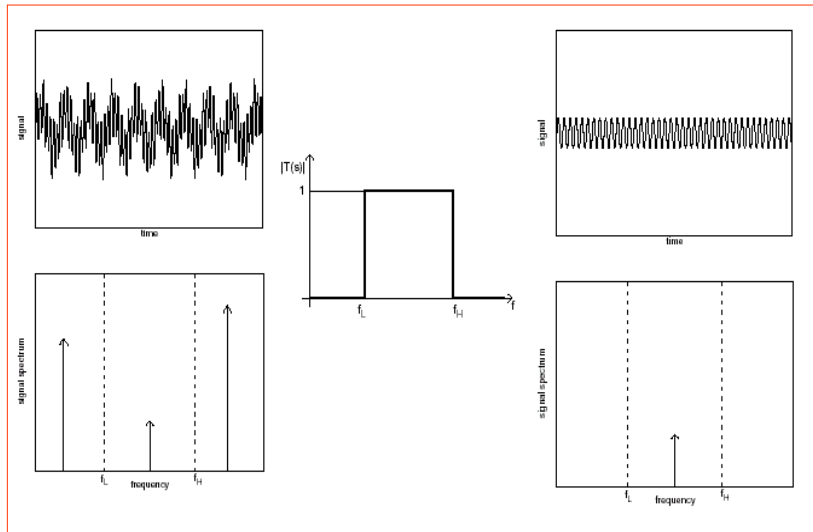 signal
time
signal spectrum
f_L
frequency
f_H
|T(s)|
1
f_L
f_H
f
signal
time
signal spectrum
f_L
frequency
f_H